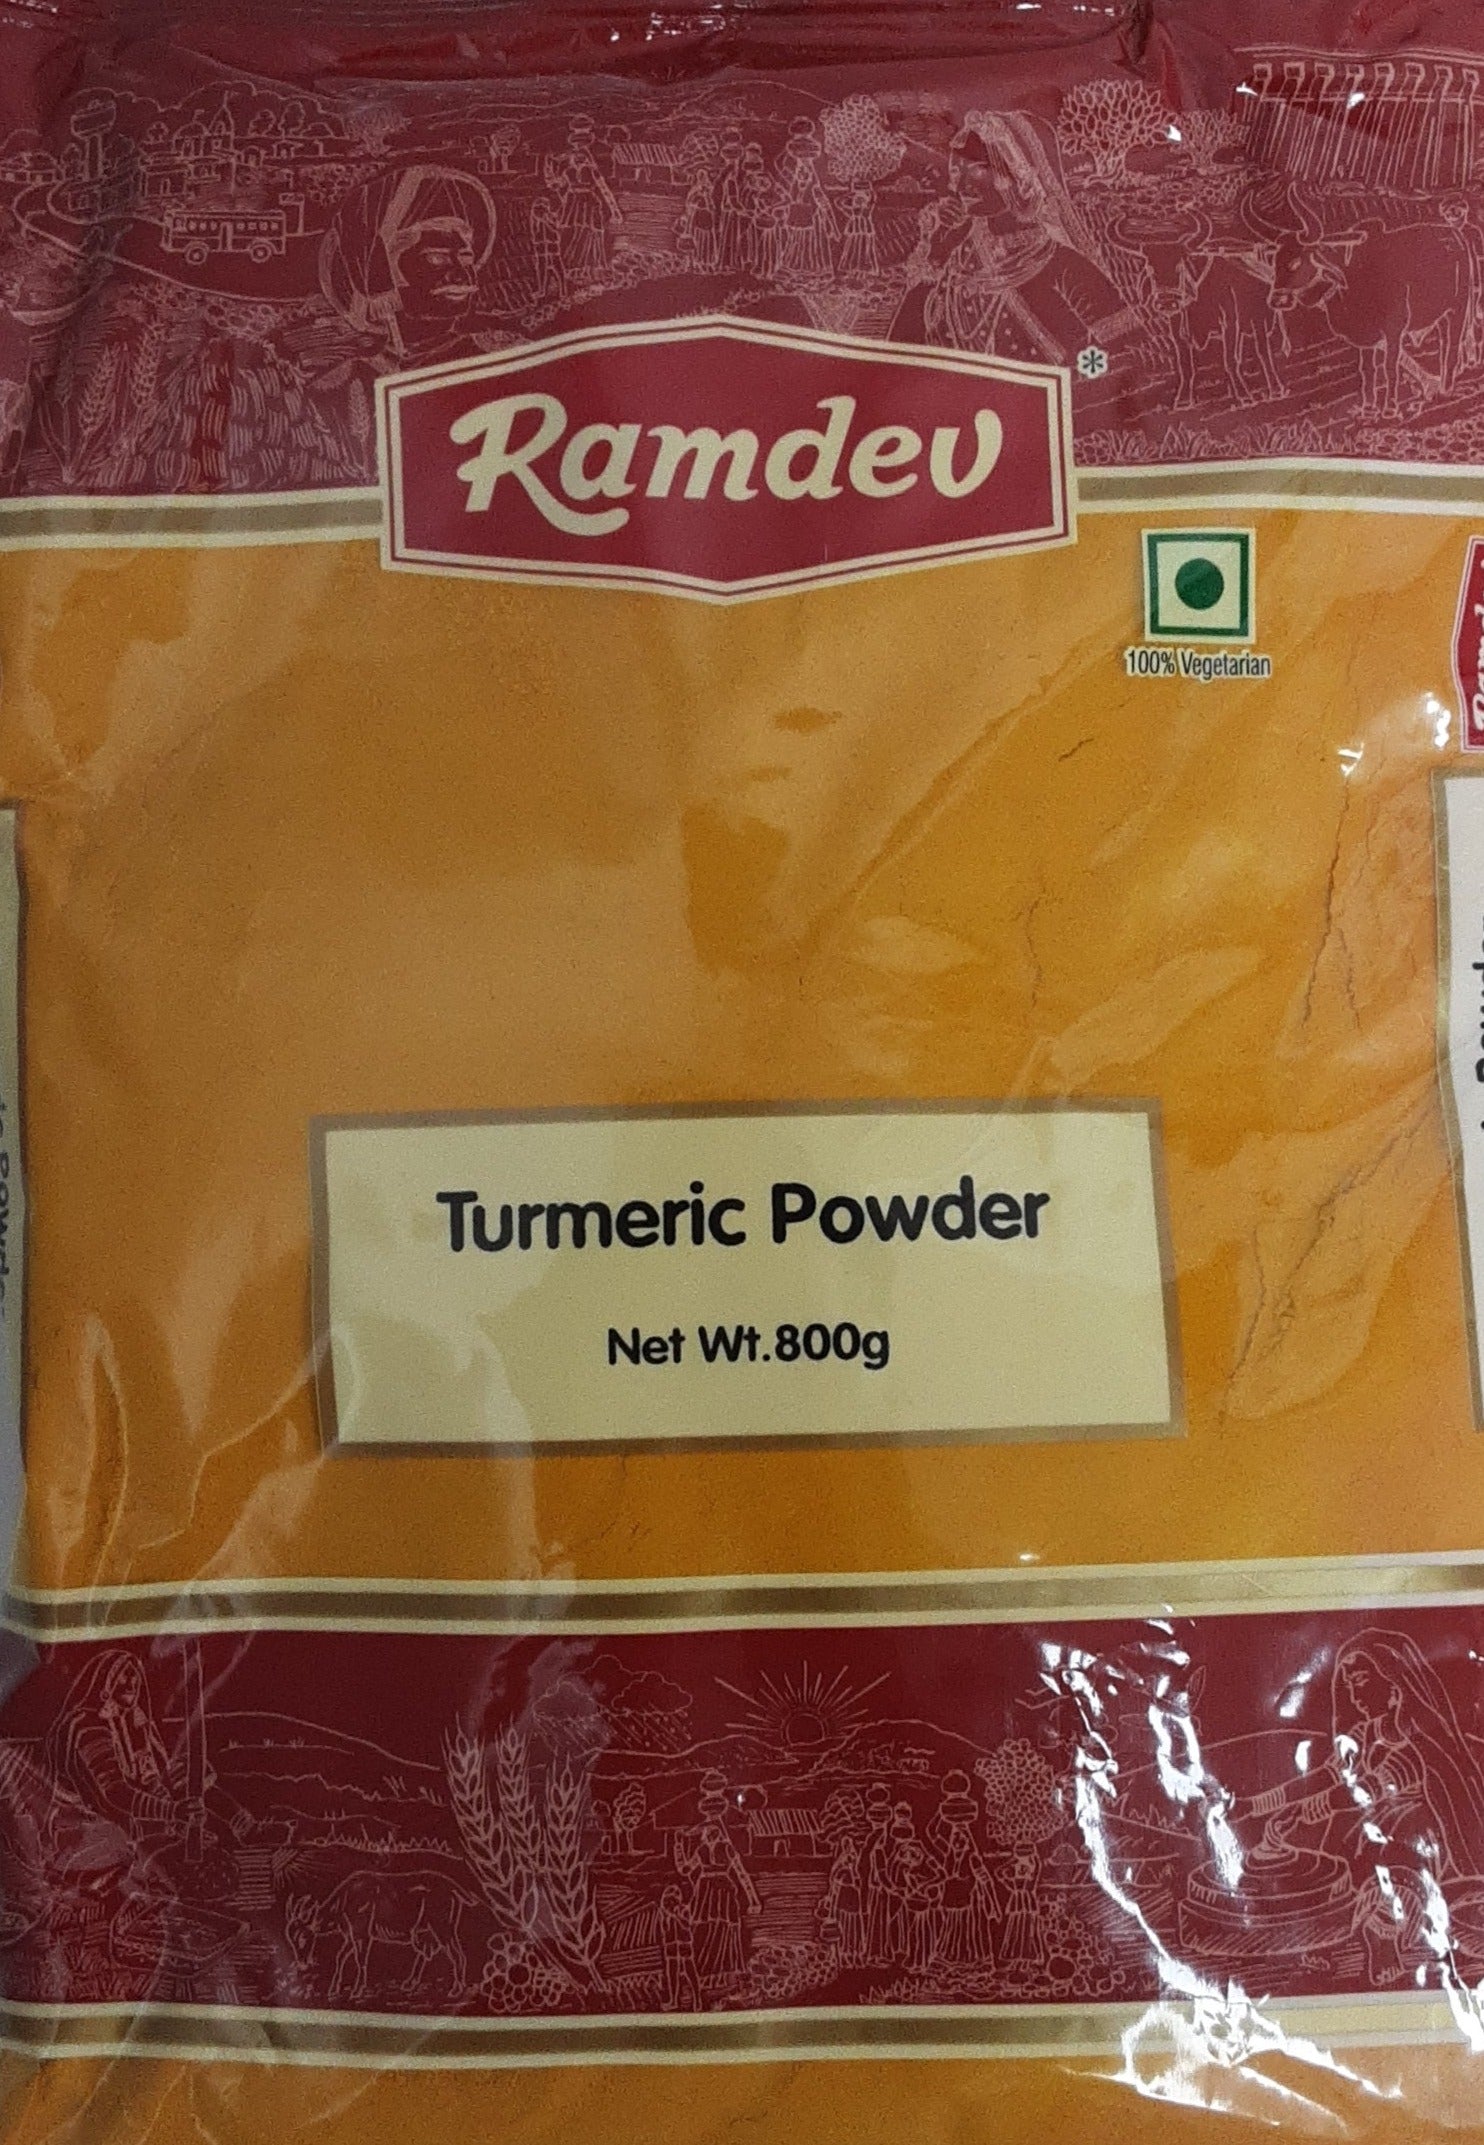 Ramdev
100% Vegetarian
Turmeric Powder
Net Wt.800g